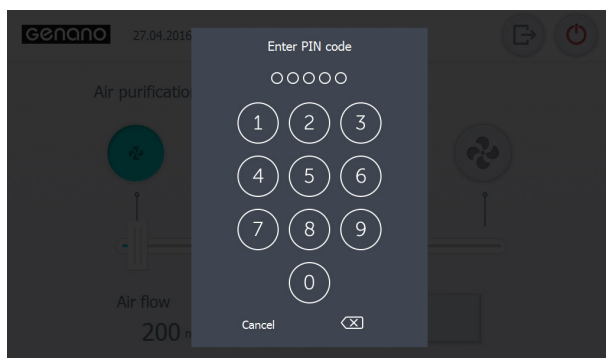 Genano 27.04.2016
Enter PIN code
Air purificatio
1 2 3
4 5 6
7 8 9
0
Air flow
Cancel
200 m